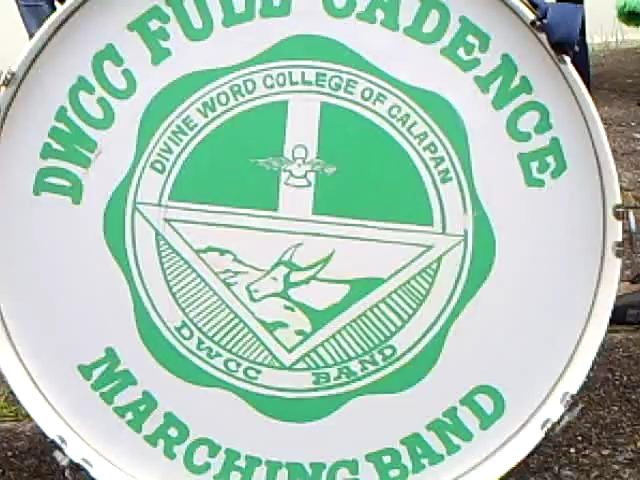 DWCC FULL CADENCE
DIVINE WORD COLLEGE OF CALAPAN
DWCC BAND
MARCHING BAND